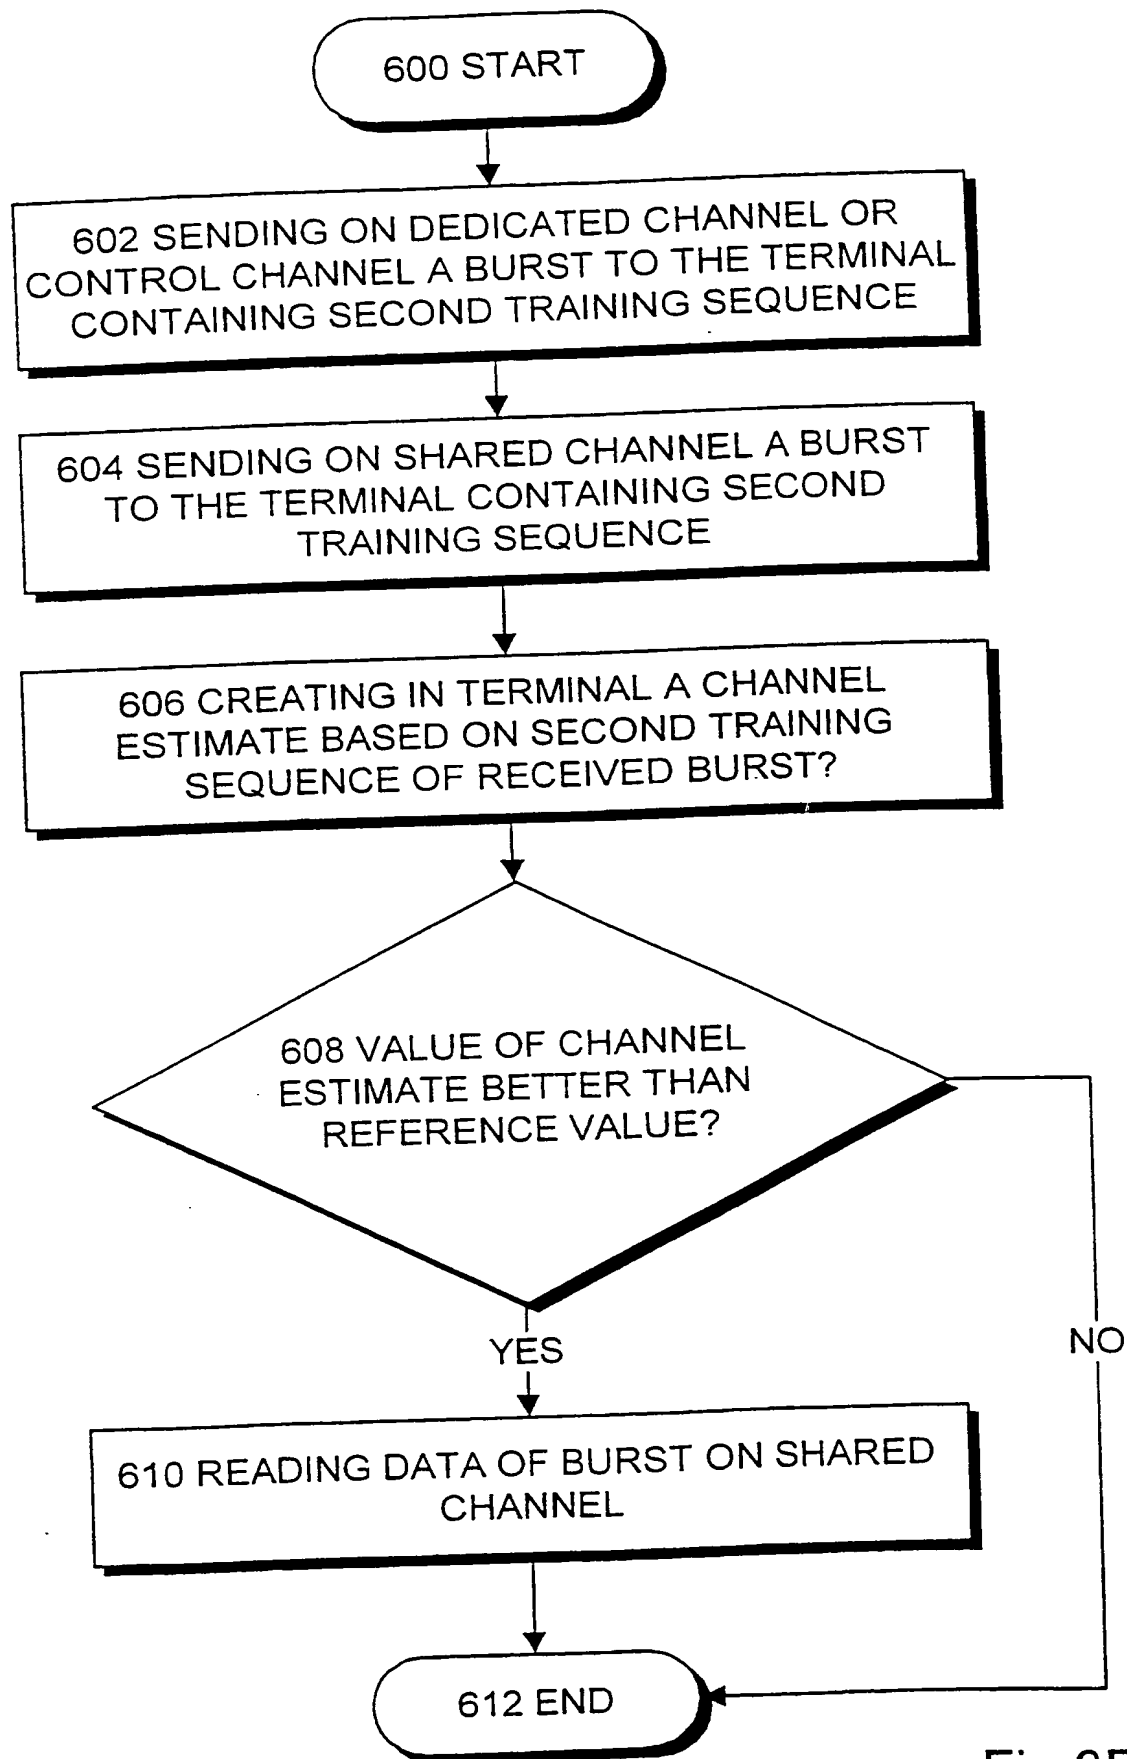 600 START
602 SENDING ON DEDICATED CHANNEL OR
CONTROL CHANNEL A BURST TO THE TERMINAL
CONTAINING SECOND TRAINING SEQUENCE
604 SENDING ON SHARED CHANNEL A BURST
TO THE TERMINAL CONTAINING SECOND
TRAINING SEQUENCE
606 CREATING IN TERMINAL A CHANNEL
ESTIMATE BASED ON SECOND TRAINING
SEQUENCE OF RECEIVED BURST?
608 VALUE OF CHANNEL
ESTIMATE BETTER THAN
REFERENCE VALUE?
YES
NO
610 READING DATA OF BURST ON SHARED
CHANNEL
612 END